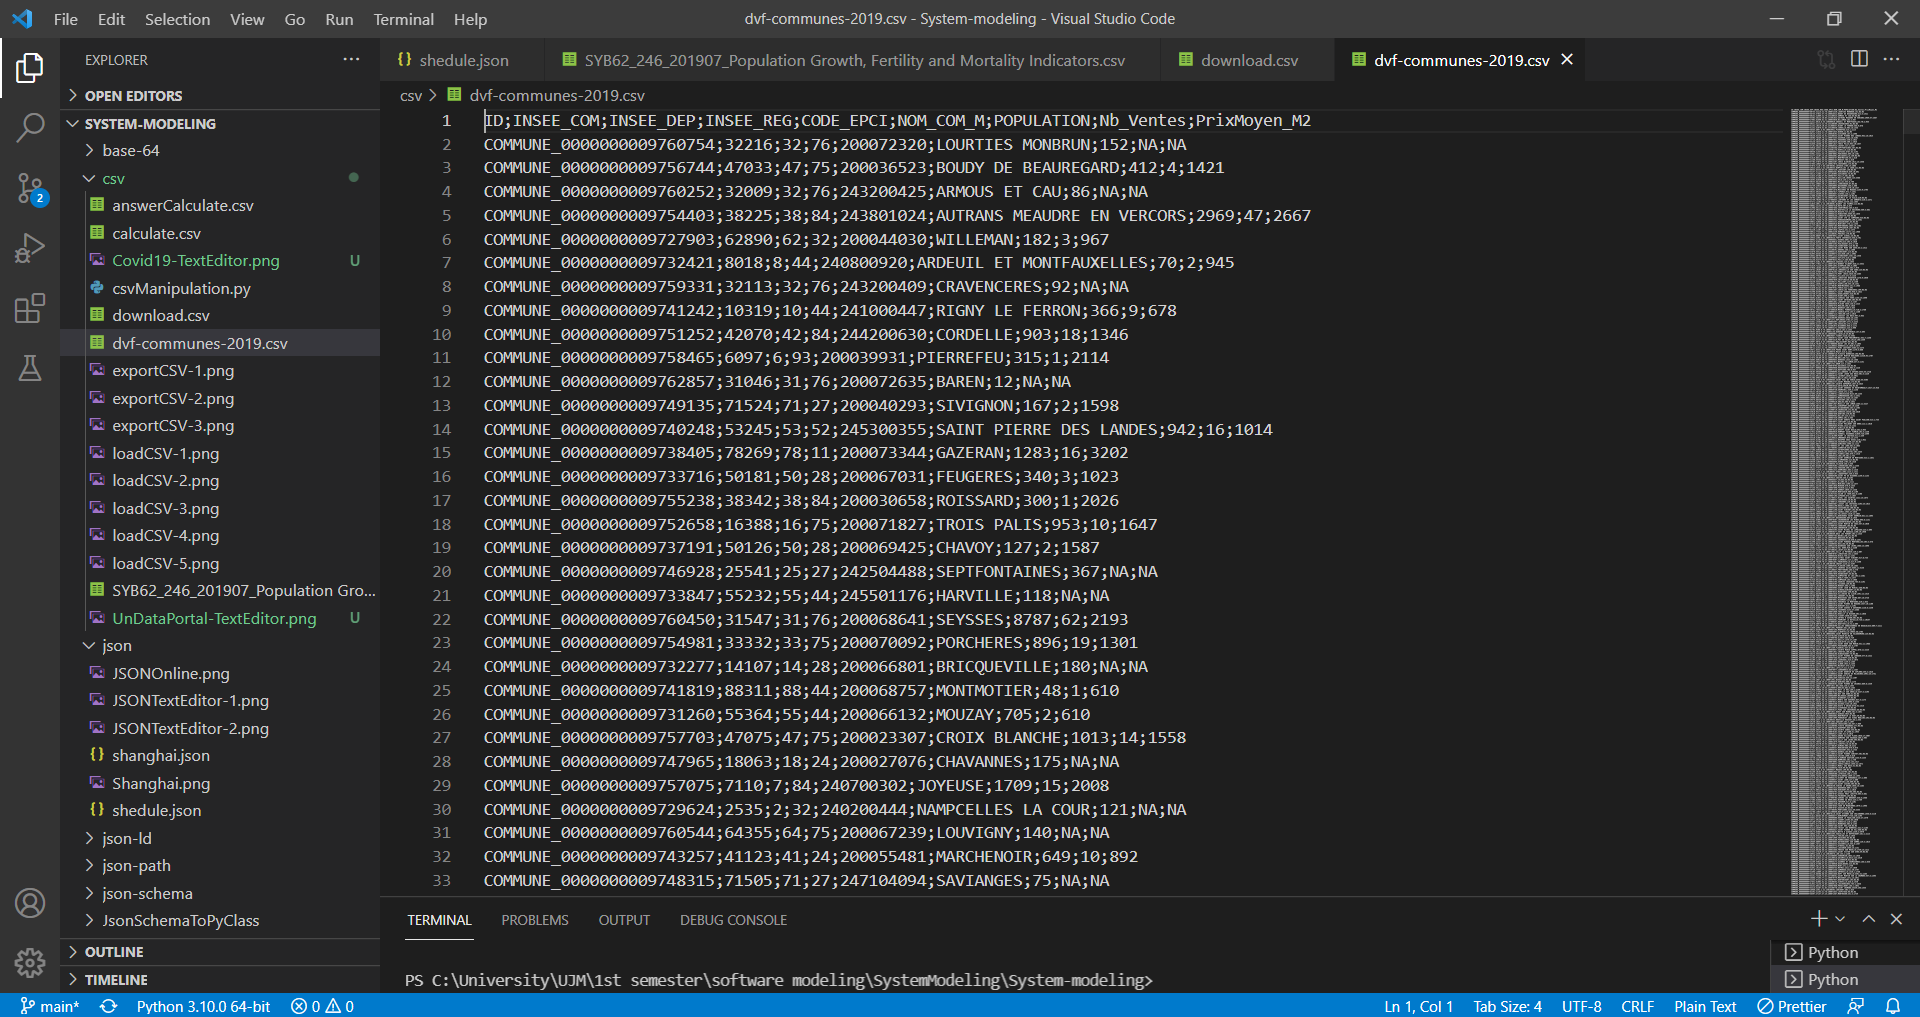 File Edit Selection View Go Run Terminal Help
dvf-communes-2019.csv - System-modeling - Visual Studio Code
EXPLORER
OPEN EDITORS
SYSTEM-MODELING
base-64
csv
answerCalculate.csv
calculate.csv
Covid19-TextEditor.png U
csvManipulation.py
download.csv
dvf-communes-2019.csv
exportCSV-1.png
exportCSV-2.png
exportCSV-3.png
loadCSV-1.png
loadCSV-2.png
loadCSV-3.png
loadCSV-4.png
loadCSV-5.png
SYB62_246_201907_Population Gro...
UnDataPortal-TextEditor.png U
json
JSONOnline.png
JSONTextEditor-1.png
JSONTextEditor-2.png
shanghai.json
Shanghai.png
shedule.json
json-ld
json-path
json-schema
JsonSchemaToPyClass
OUTLINE
TIMELINE
2
shedule.json
SYB62_246_201907_Population Growth, Fertility and Mortality Indicators.csv
download.csv
dvf-communes-2019.csv
csv > dvf-communes-2019.csv
1 ID;INSEE_COM;INSEE_DEP;INSEE_REG;CODE_EPCI;NOM_COM_M;POPULATION;Nb_Ventes;PrixMoyen_M2
2 COMMUNE_0000000009760754;32216;32;76;200072320;LOURTIES MONBRUN;152;NA;NA
3 COMMUNE_0000000009756744;47033;47;75;200036523;BOUDY DE BEAUREGARD;412;4;1421
4 COMMUNE_0000000009760252;32009;32;76;243200425;ARMOUS ET CAU;86;NA;NA
5 COMMUNE_0000000009754403;38225;38;84;243801024;AUTRANS MEAUDRE EN VERCORS;2969;47;2667
6 COMMUNE_0000000009727903;62890;62;32;200044030;WILLEMAN;182;3;967
7 COMMUNE_0000000009732421;8018;8;44;240800920;ARDEUIL ET MONTFAUXELLES;70;2;945
8 COMMUNE_0000000009759331;32113;32;76;243200409;CRAVENCERES;92;NA;NA
9 COMMUNE_0000000009741242;10319;10;44;241000447;RIGNY LE FERRON;366;9;678
10 COMMUNE_0000000009751252;42070;42;84;244200630;CORDELLE;903;18;1346
11 COMMUNE_0000000009758465;6097;6;93;200039931;PIERREFEU;315;1;2114
12 COMMUNE_0000000009762857;31046;31;76;200072635;BAREN;12;NA;NA
13 COMMUNE_0000000009749135;71524;71;27;200040293;SIVIGNON;167;2;1598
14 COMMUNE_0000000009740248;53245;53;52;245300355;SAINT PIERRE DES LANDES;942;16;1014
15 COMMUNE_0000000009738405;78269;78;11;200073344;GAZERAN;1283;16;3202
16 COMMUNE_0000000009733716;50181;50;28;200067031;FEUGERES;340;3;1023
17 COMMUNE_0000000009755238;38342;38;84;200030658;ROISSARD;300;1;2026
18 COMMUNE_0000000009752658;16388;16;75;200071827;TROIS PALIS;953;10;1647
19 COMMUNE_0000000009737191;50126;50;28;200069425;CHAVOY;127;2;1587
20 COMMUNE_0000000009746928;25541;25;27;242504488;SEPTFONTAINES;367;NA;NA
21 COMMUNE_0000000009733847;55232;55;44;245501176;HARVILLE;118;NA;NA
22 COMMUNE_0000000009760450;31547;31;76;200068641;SEYSSES;8787;62;2193
23 COMMUNE_0000000009754981;33332;33;75;200070092;PORCHERES;896;19;1301
24 COMMUNE_0000000009732277;14107;14;28;200066801;BRICQUEVILLE;180;NA;NA
25 COMMUNE_0000000009741819;88311;88;44;200068757;MONTMOTIER;48;1;610
26 COMMUNE_0000000009731260;55364;55;44;200066132;MOUZAY;705;2;610
27 COMMUNE_0000000009757703;47075;47;75;200023307;CROIX BLANCHE;1013;14;1558
28 COMMUNE_0000000009747965;18063;18;24;200027076;CHAVANNES;175;NA;NA
29 COMMUNE_0000000009757075;7110;7;84;240700302;JOYEUSE;1709;15;2008
30 COMMUNE_0000000009729624;2535;2;32;240200444;NAMPCELLES LA COUR;121;NA;NA
31 COMMUNE_0000000009760544;64355;64;75;200067239;LOUVIGNY;140;NA;NA
32 COMMUNE_0000000009743257;41123;41;24;200055481;MARCHENOIR;649;10;892
33 COMMUNE_0000000009748315;71505;71;27;247104094;SAVIANGES;75;NA;NA
TERMINAL PROBLEMS OUTPUT DEBUG CONSOLE
PS C:\University\UJM\1st semester\software modeling\SystemModeling\System-modeling>
Python
Python
main* Python 3.10.0 64-bit 0 0
Ln 1, Col 1 Tab Size: 4 UTF-8 CRLF Plain Text Prettier